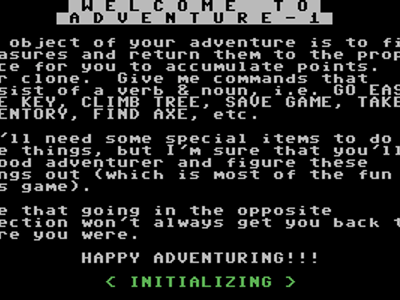 WELCOME TO
ADVENTURE-1
object of your adventure is to fi
asures and return them to the prop
ce for you to accumulate points.
r clone. Give me commands that
sist of a verb & noun, i.e. GO EAS
E KEY, CLIMB TREE, SAVE GAME, TAKE
ENTORY, FIND AXE, etc.
'll need some special items to do
e things, but I'm sure that you'll
ood adventurer and figure these
ngs out (which is most of the fun
s game).
e that going in the opposite
ection won't always get you back t
re you were.
HAPPY ADVENTURING!!!
< INITIALIZING >